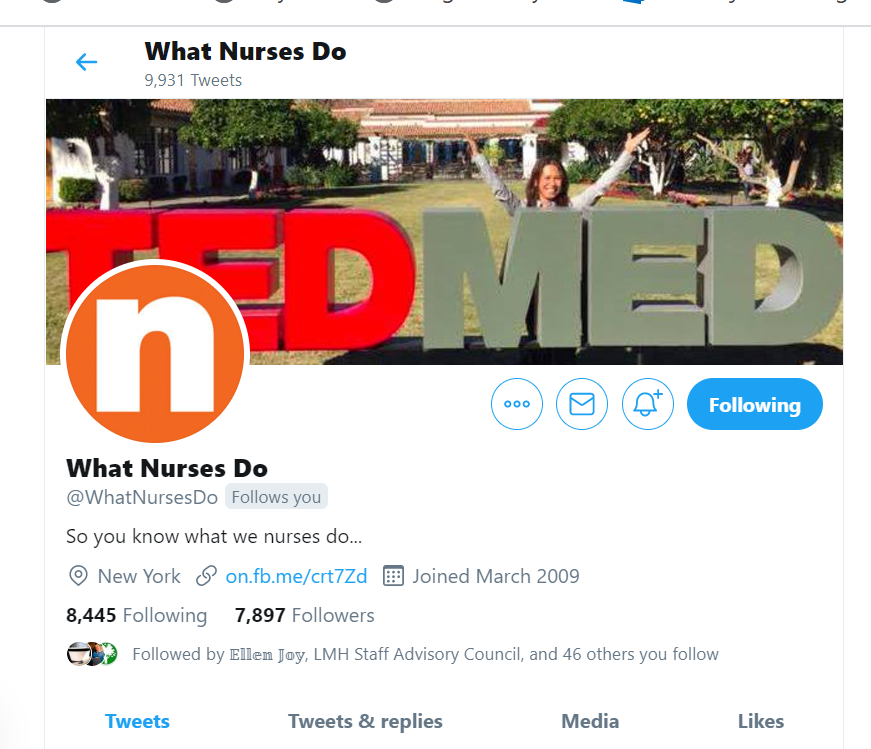 What Nurses Do
9,931 Tweets
TEDMED
n
Following
What Nurses Do
@WhatNursesDo Follows you
So you know what we nurses do...
New York on.fb.me/crt7Zd Joined March 2009
8,445 Following 7,897 Followers
Followed by 𝔼𝕝𝕝𝕖𝕟 𝕁𝕠𝕪, LMH Staff Advisory Council, and 46 others you follow
Tweets Tweets & replies Media Likes